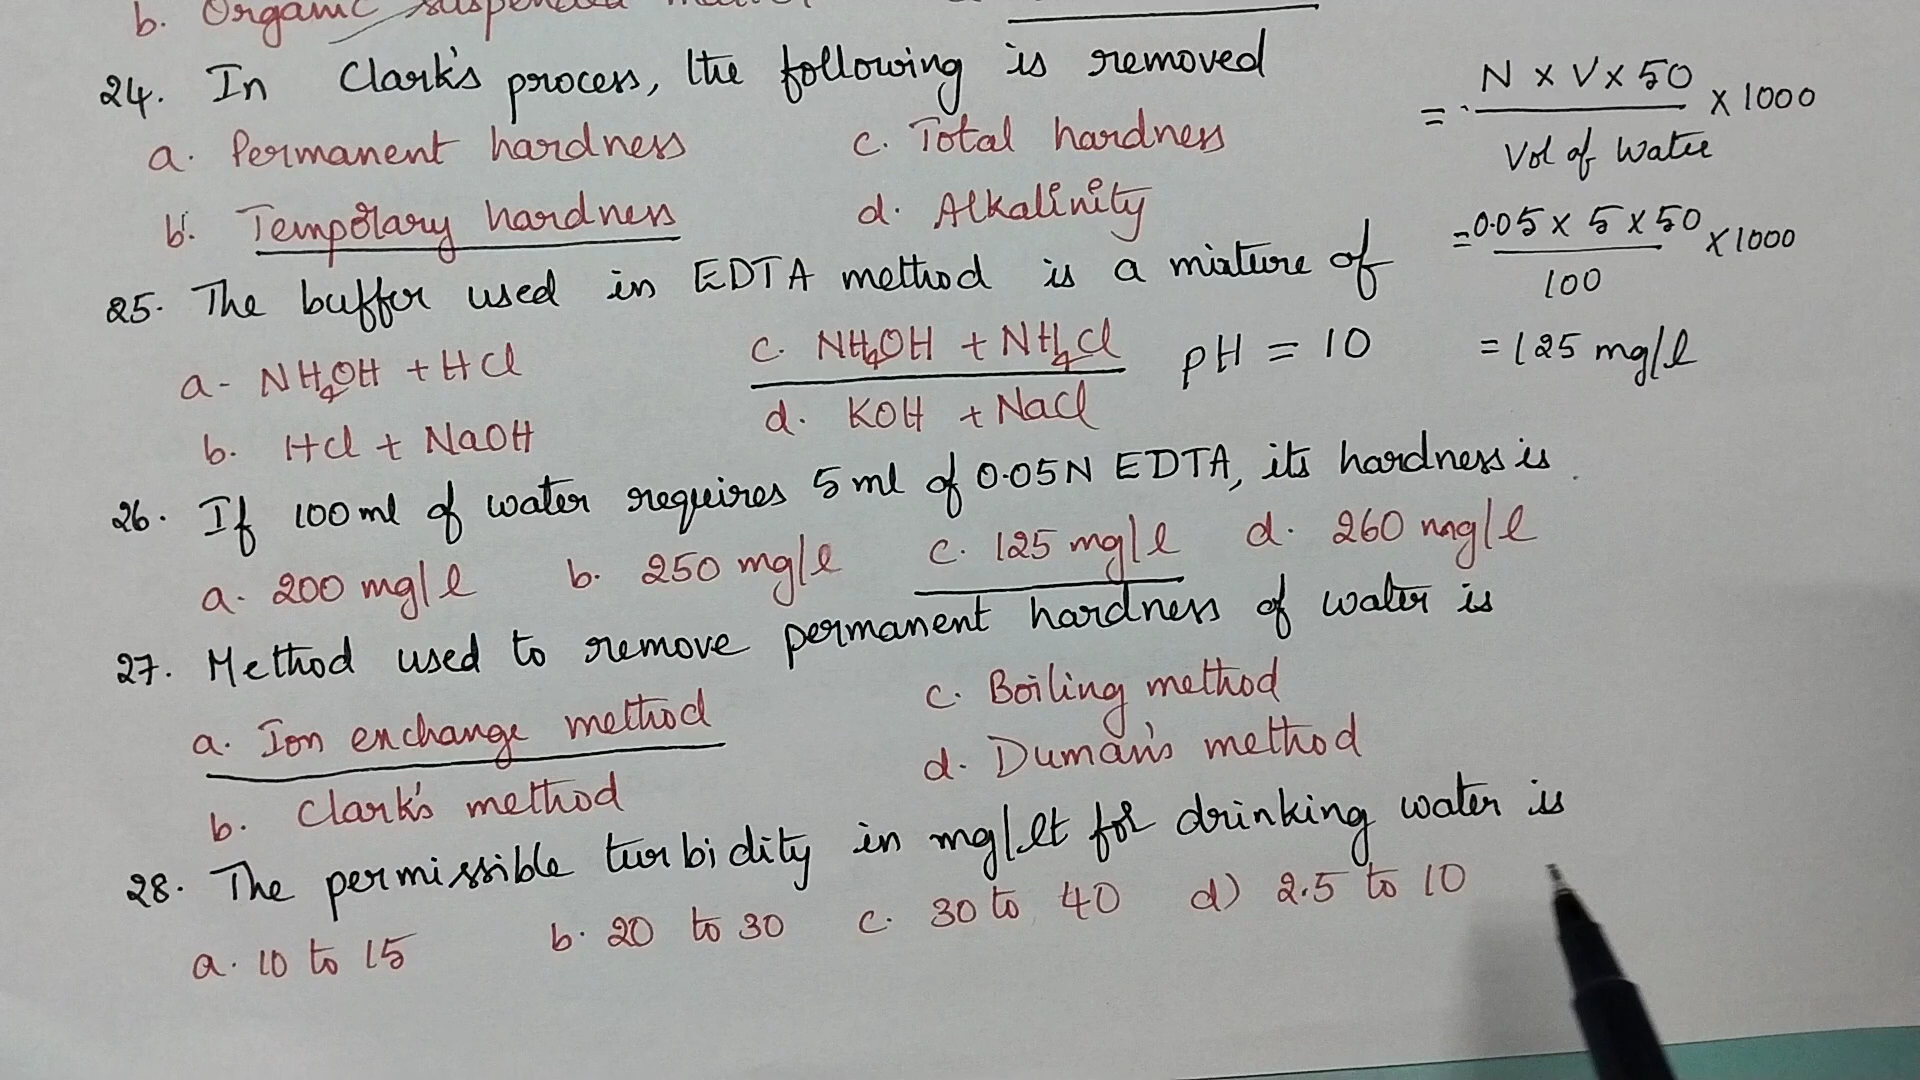 b. Organic suspended matter
24. In Clark's process, the following is removed
a. Permanent hardness c. Total hardness
b. Temporary hardness d. Alkalinity
25. The buffer used in EDTA method is a mixture of
a- NH4OH + HCl c. NH4OH + NH4Cl pH = 10
b. HCl + NaOH d. KOH + NaCl
26. If 100 ml of water requires 5 ml of 0.05N EDTA, its hardness is
a. 200 mg/l b. 250 mg/l c. 125 mg/l d. 260 mg/l
27. Method used to remove permanent hardness of water is
a. Ion exchange method c. Boiling method
b. Clark's method d. Duman's method
28. The permissible turbidity in mg/lt for drinking water is
a. 10 to 15 b. 20 to 30 c. 30 to 40 d) 2.5 to 10
= N x V x 50 x 1000
Vol of Water
= 0.05 x 5 x 50 x 1000
100
= 125 mg/l